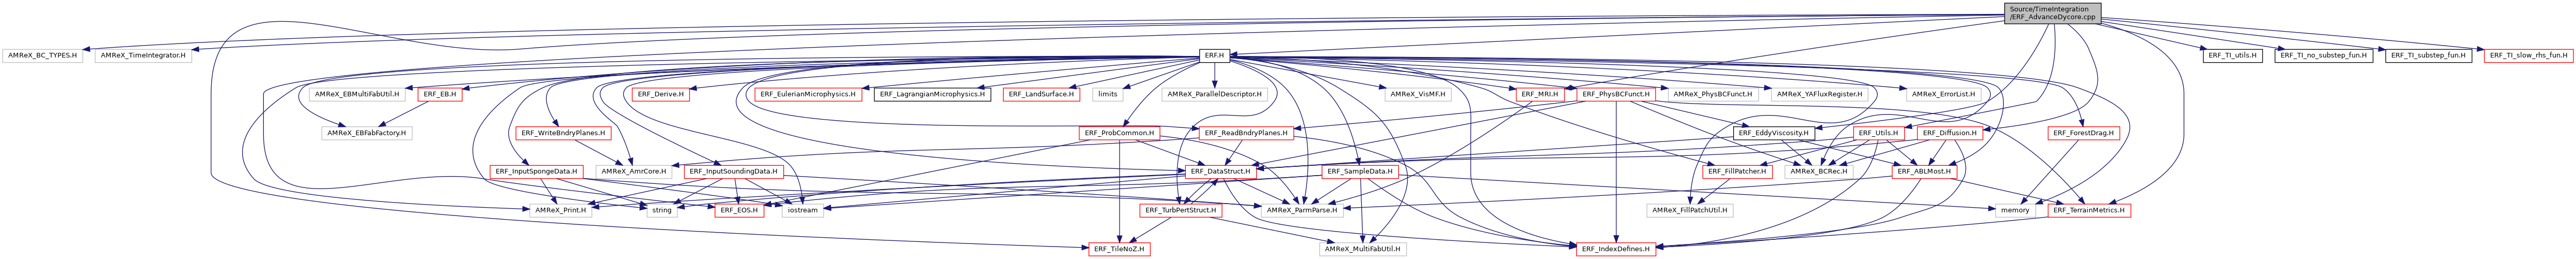 Source/TimeIntegration
/ERF_AdvanceDycore.cpp
AMReX_BC_TYPES.H
AMReX_TimeIntegrator.H
ERF.H
ERF_TI_utils.H
ERF_TI_no_substep_fun.H
ERF_TI_substep_fun.H
ERF_TI_slow_rhs_fun.H
AMReX_EBMultiFabUtil.H
ERF_EB.H
ERF_Derive.H
ERF_EulerianMicrophysics.H
ERF_LagrangianMicrophysics.H
ERF_LandSurface.H
limits
AMReX_ParallelDescriptor.H
AMReX_VisMF.H
ERF_MRI.H
ERF_PhysBCFunct.H
AMReX_PhysBCFunct.H
AMReX_YAFluxRegister.H
AMReX_ErrorList.H
AMReX_EBFabFactory.H
ERF_WriteBndryPlanes.H
ERF_ProbCommon.H
ERF_ReadBndryPlanes.H
ERF_EddyViscosity.H
ERF_Utils.H
ERF_Diffusion.H
ERF_ForestDrag.H
ERF_InputSpongeData.H
AMReX_AmrCore.H
ERF_InputSoundingData.H
ERF_DataStruct.H
ERF_SampleData.H
ERF_FillPatcher.H
AMReX_BCRec.H
ERF_ABLMost.H
AMReX_Print.H
string
ERF_EOS.H
iostream
ERF_TurbPertStruct.H
AMReX_ParmParse.H
AMReX_FillPatchUtil.H
memory
ERF_TerrainMetrics.H
ERF_TileNoZ.H
AMReX_MultiFabUtil.H
ERF_IndexDefines.H